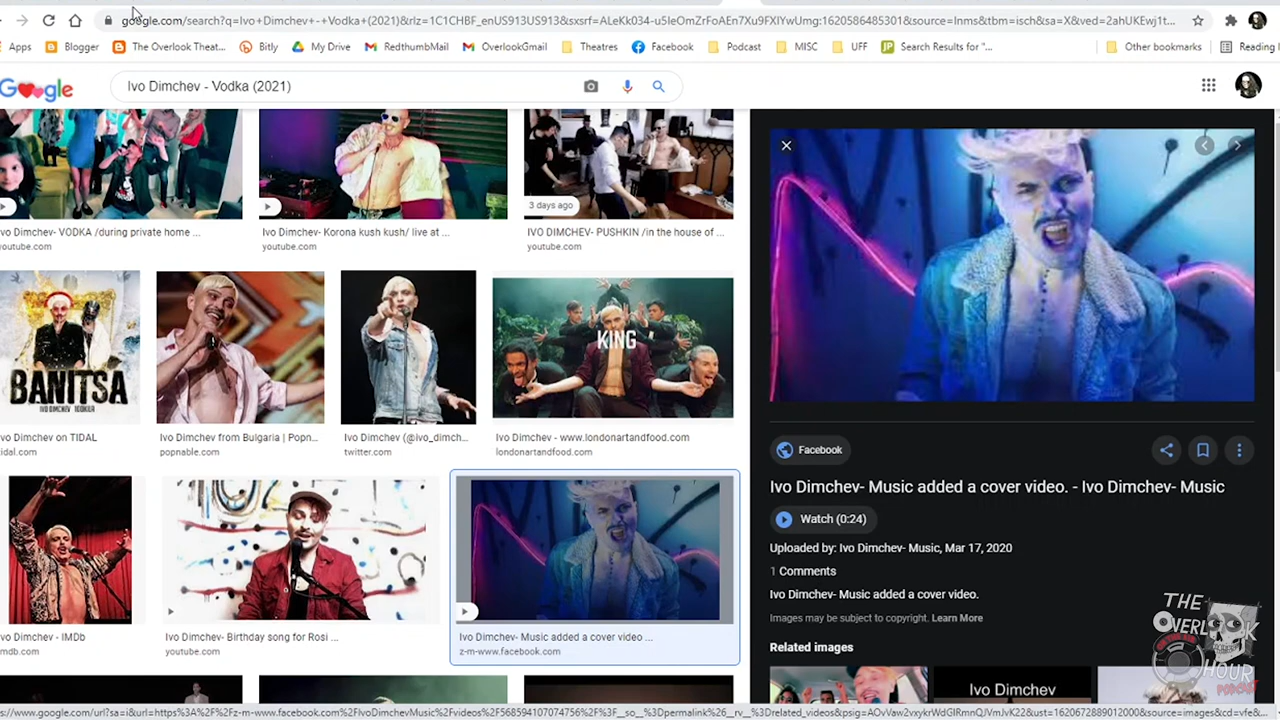 google.com/search?q=Ivo+Dimchev+-+Vodka+(2021)&rlz=1C1CHBF_enUS913US913&sxsrf=ALeKk034-u5IeOmZrFoAEn7Xu9FXIYwUmg:1620586485301&source=lnms&tbm=isch&sa=X&ved=2ahUKEwj1t...
Apps Blogger The Overlook Theat... Bitly My Drive RedthumbMail OverlookGmail Theatres Facebook Podcast MISC UFF Search Results for "... Other bookmarks Reading
Ivo Dimchev - Vodka (2021)
Ivo Dimchev- VODKA /during private home ...
youtube.com
Ivo Dimchev- Korona kush kush/ live at ...
youtube.com
3 days ago
IVO DIMCHEV- PUSHKIN /in the house of ...
youtube.com
BANITSA
Ivo Dimchev on TIDAL
tidal.com
Ivo Dimchev from Bulgaria | Popn...
popnable.com
Ivo Dimchev (@ivo_dimch...
twitter.com
KING
Ivo Dimchev - www.londonartandfood.com
londonartandfood.com
Ivo Dimchev - IMDb
imdb.com
Ivo Dimchev- Birthday song for Rosi ...
youtube.com
Ivo Dimchev- Music added a cover video ...
z-m-www.facebook.com
Facebook
Ivo Dimchev- Music added a cover video. - Ivo Dimchev- Music
Watch (0:24)
Uploaded by: Ivo Dimchev- Music, Mar 17, 2020
1 Comments
Ivo Dimchev- Music added a cover video.
Images may be subject to copyright. Learn More
Related images
Ivo Dimchev
THE
OVERLOOK
HOUR
PODCAST